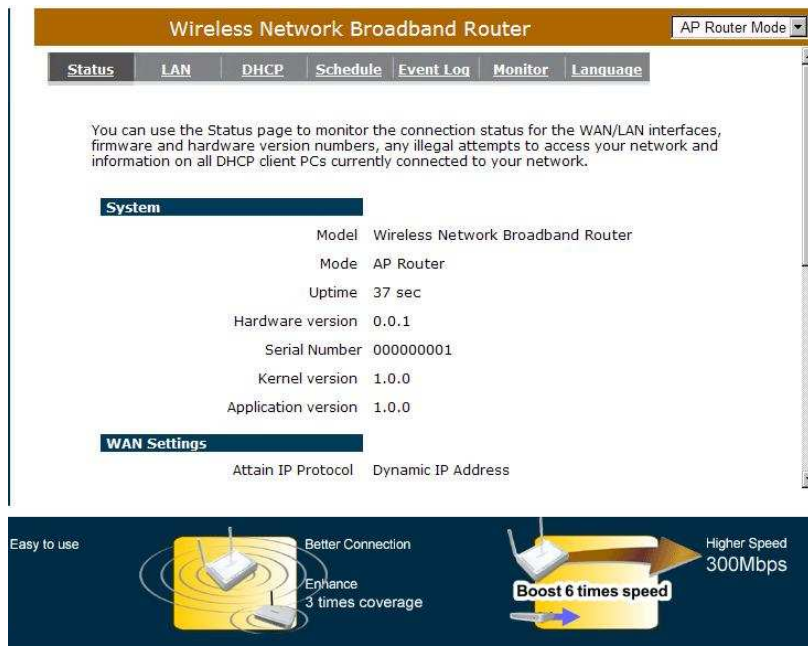 Wireless Network Broadband Router
AP Router Mode
Status LAN DHCP Schedule Event Log Monitor Language
You can use the Status page to monitor the connection status for the WAN/LAN interfaces,
firmware and hardware version numbers, any illegal attempts to access your network and
information on all DHCP client PCs currently connected to your network.
System
Model Wireless Network Broadband Router
Mode AP Router
Uptime 37 sec
Hardware version 0.0.1
Serial Number 000000001
Kernel version 1.0.0
Application version 1.0.0
WAN Settings
Attain IP Protocol Dynamic IP Address
Easy to use
Better Connection
Enhance
3 times coverage
Boost 6 times speed
Higher Speed
300Mbps